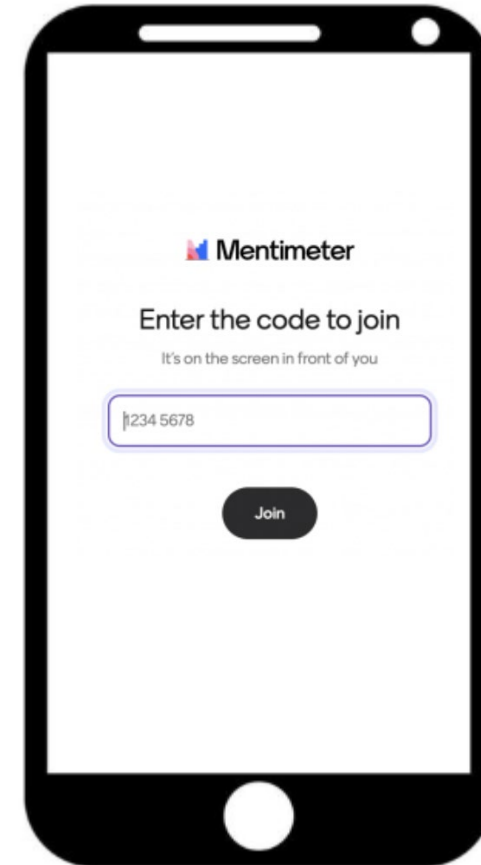 Mentimeter
Enter the code to join
It's on the screen in front of you
1234 5678
Join